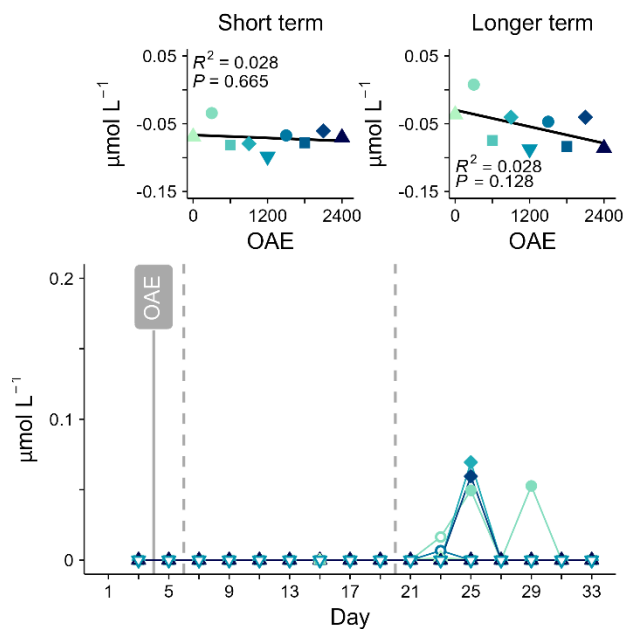 Short term
Longer term
0.05
-0.05
-0.15
µmol L⁻¹
R² = 0.028
P = 0.665
0 1200 2400
OAE
0.05
-0.05
-0.15
µmol L⁻¹
R² = 0.028
P = 0.128
0 1200 2400
OAE
0.2
0.1
0
µmol L⁻¹
OAE
1 5 9 13 17 21 25 29 33
Day